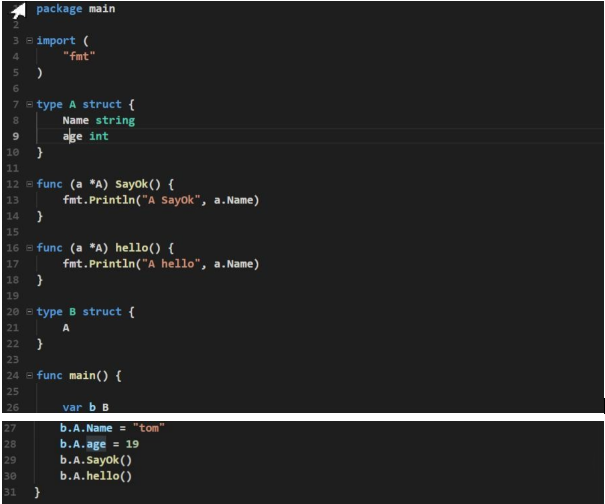 package main
2
3 import (
4 "fmt"
5 )
6
7 type A struct {
8 Name string
9 age int
10 }
11
12 func (a *A) SayOk() {
13 fmt.Println("A SayOk", a.Name)
14 }
15
16 func (a *A) hello() {
17 fmt.Println("A hello", a.Name)
18 }
19
20 type B struct {
21 A
22 }
23
24 func main() {
25
26 var b B
27 b.A.Name = "tom"
28 b.A.age = 19
29 b.A.SayOk()
30 b.A.hello()
31 }